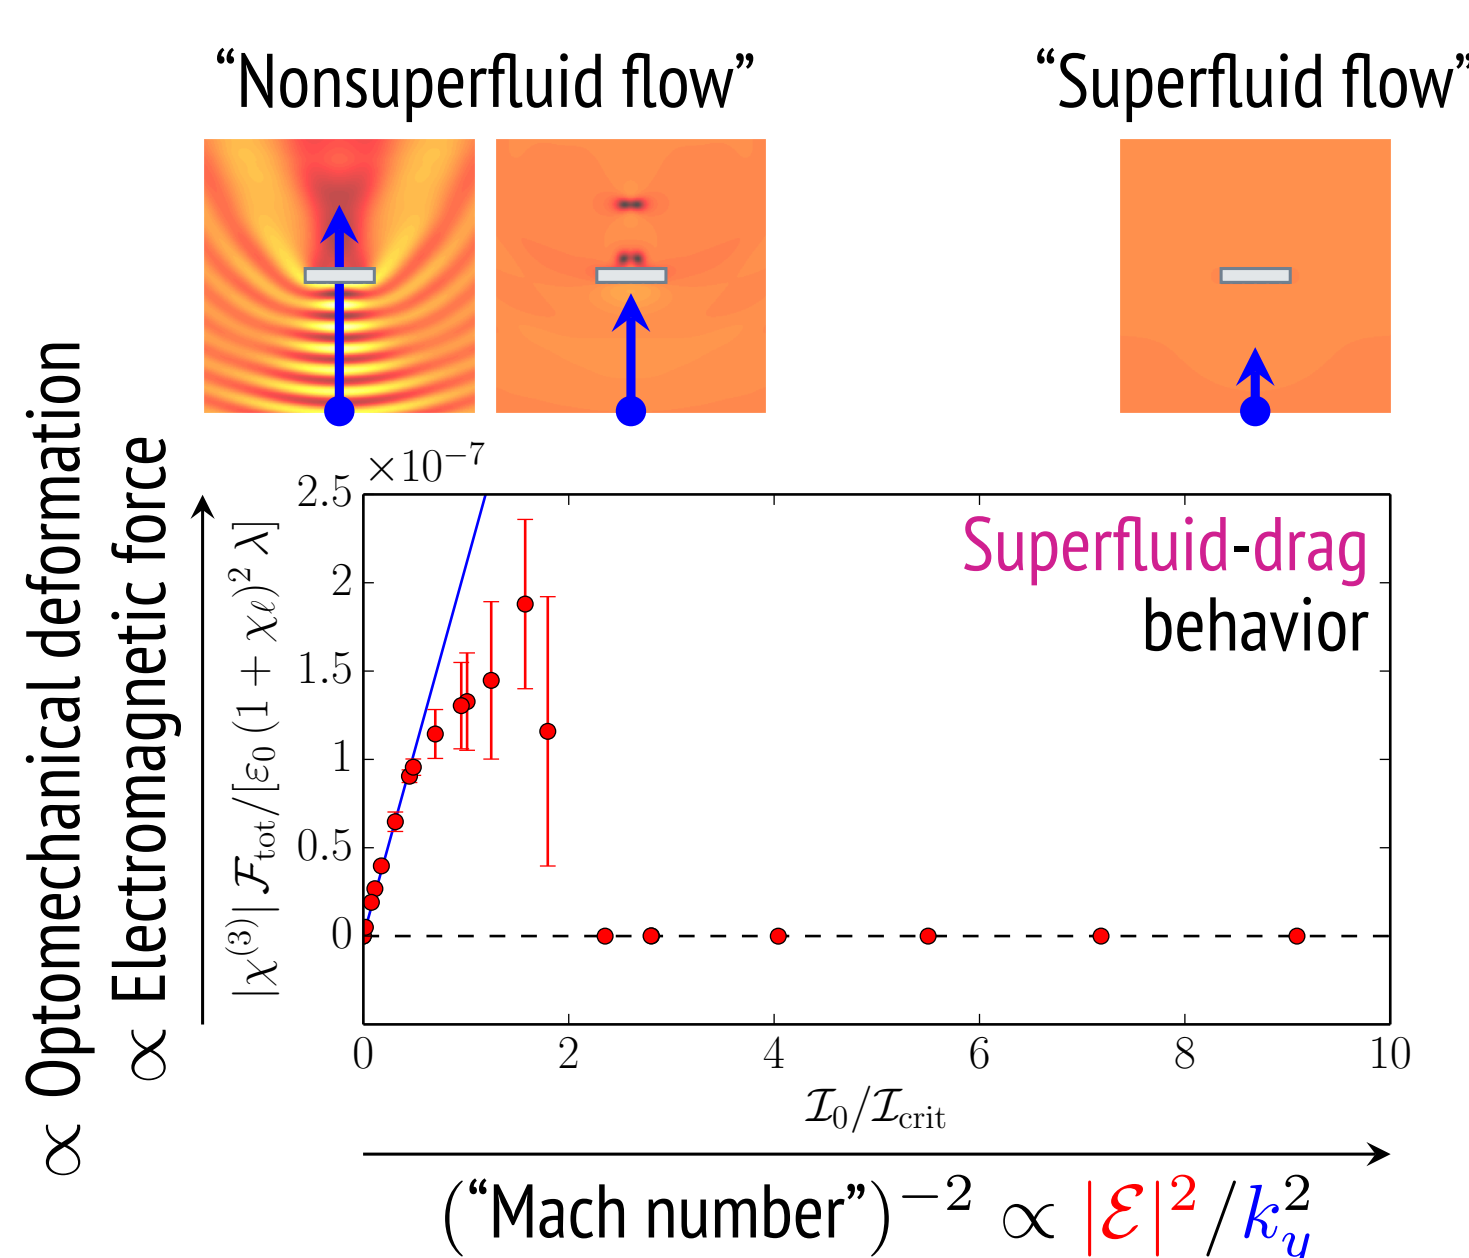 “Nonsuperfluid flow”
“Superfluid flow”
∝ Optomechanical deformation
∝ Electromagnetic force
|χ⁽³⁾| ℱ_tot/[ε₀ (1 + χ_ℓ)² λ]
×10⁻⁷
2.5
2
1.5
1
0.5
0
Superfluid-drag
behavior
0 2 4 6 8 10
ℐ₀/ℐ_crit
(“Mach number”)⁻² ∝ |ℰ|²/k_y²